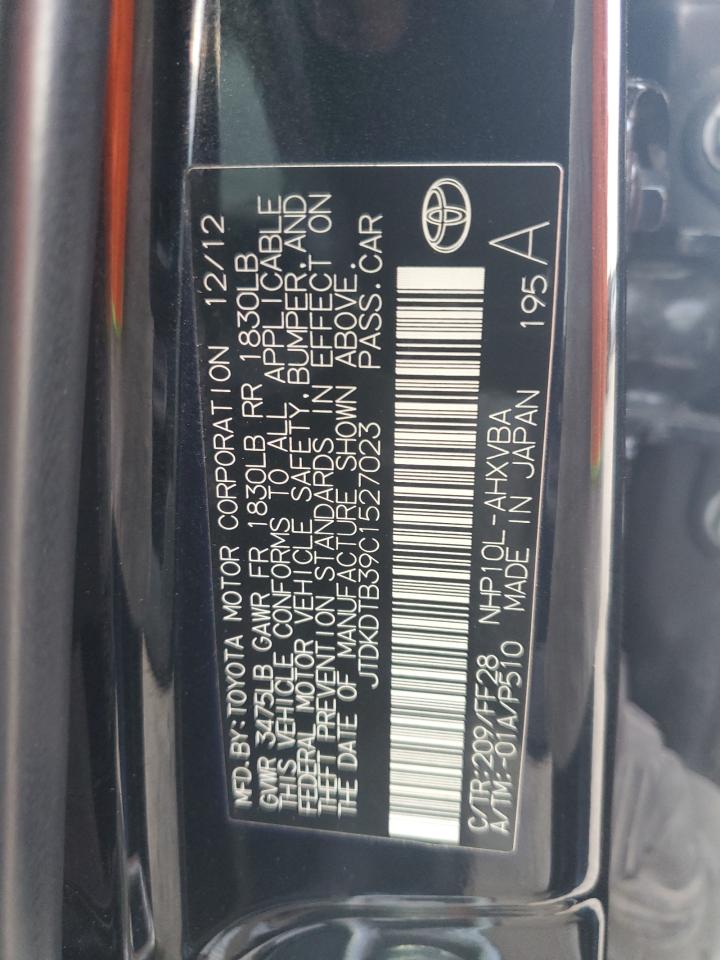 MFD.BY:TOYOTA MOTOR CORPORATION 12/12
GVWR 3475LB GAWR FR 1830LB RR 1830LB
THIS VEHICLE CONFORMS TO ALL APPLICABLE
FEDERAL MOTOR VEHICLE SAFETY,BUMPER,AND
THEFT PREVENTION STANDARDS IN EFFECT ON
THE DATE OF MANUFACTURE SHOWN ABOVE.
JTDKDTB39C1527023 PASS.CAR
C/TR:209/FF28 NHP10L-AHXVBA
A/TM:-01A/P510 MADE IN JAPAN 195 A